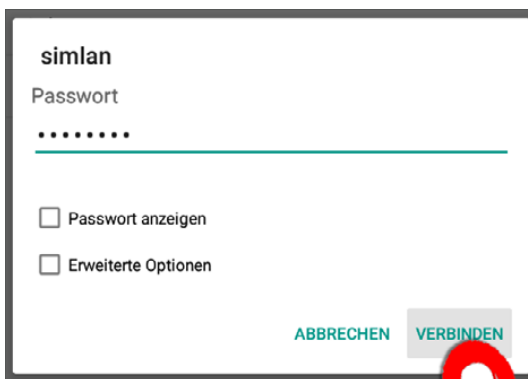 simlan
Passwort
••••••••
Passwort anzeigen
Erweiterte Optionen
ABBRECHEN VERBINDEN